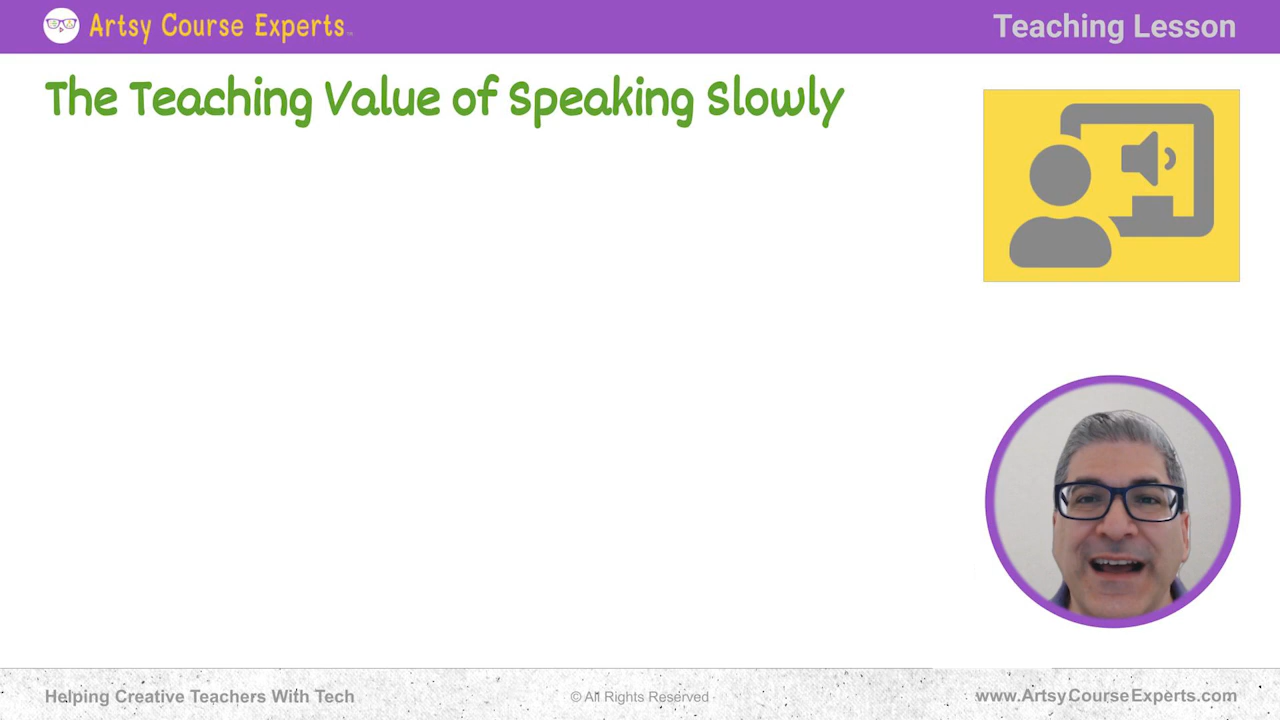 Artsy Course Experts
Teaching Lesson
The Teaching Value of Speaking Slowly
Helping Creative Teachers With Tech
© All Rights Reserved
www.ArtsyCourseExperts.com